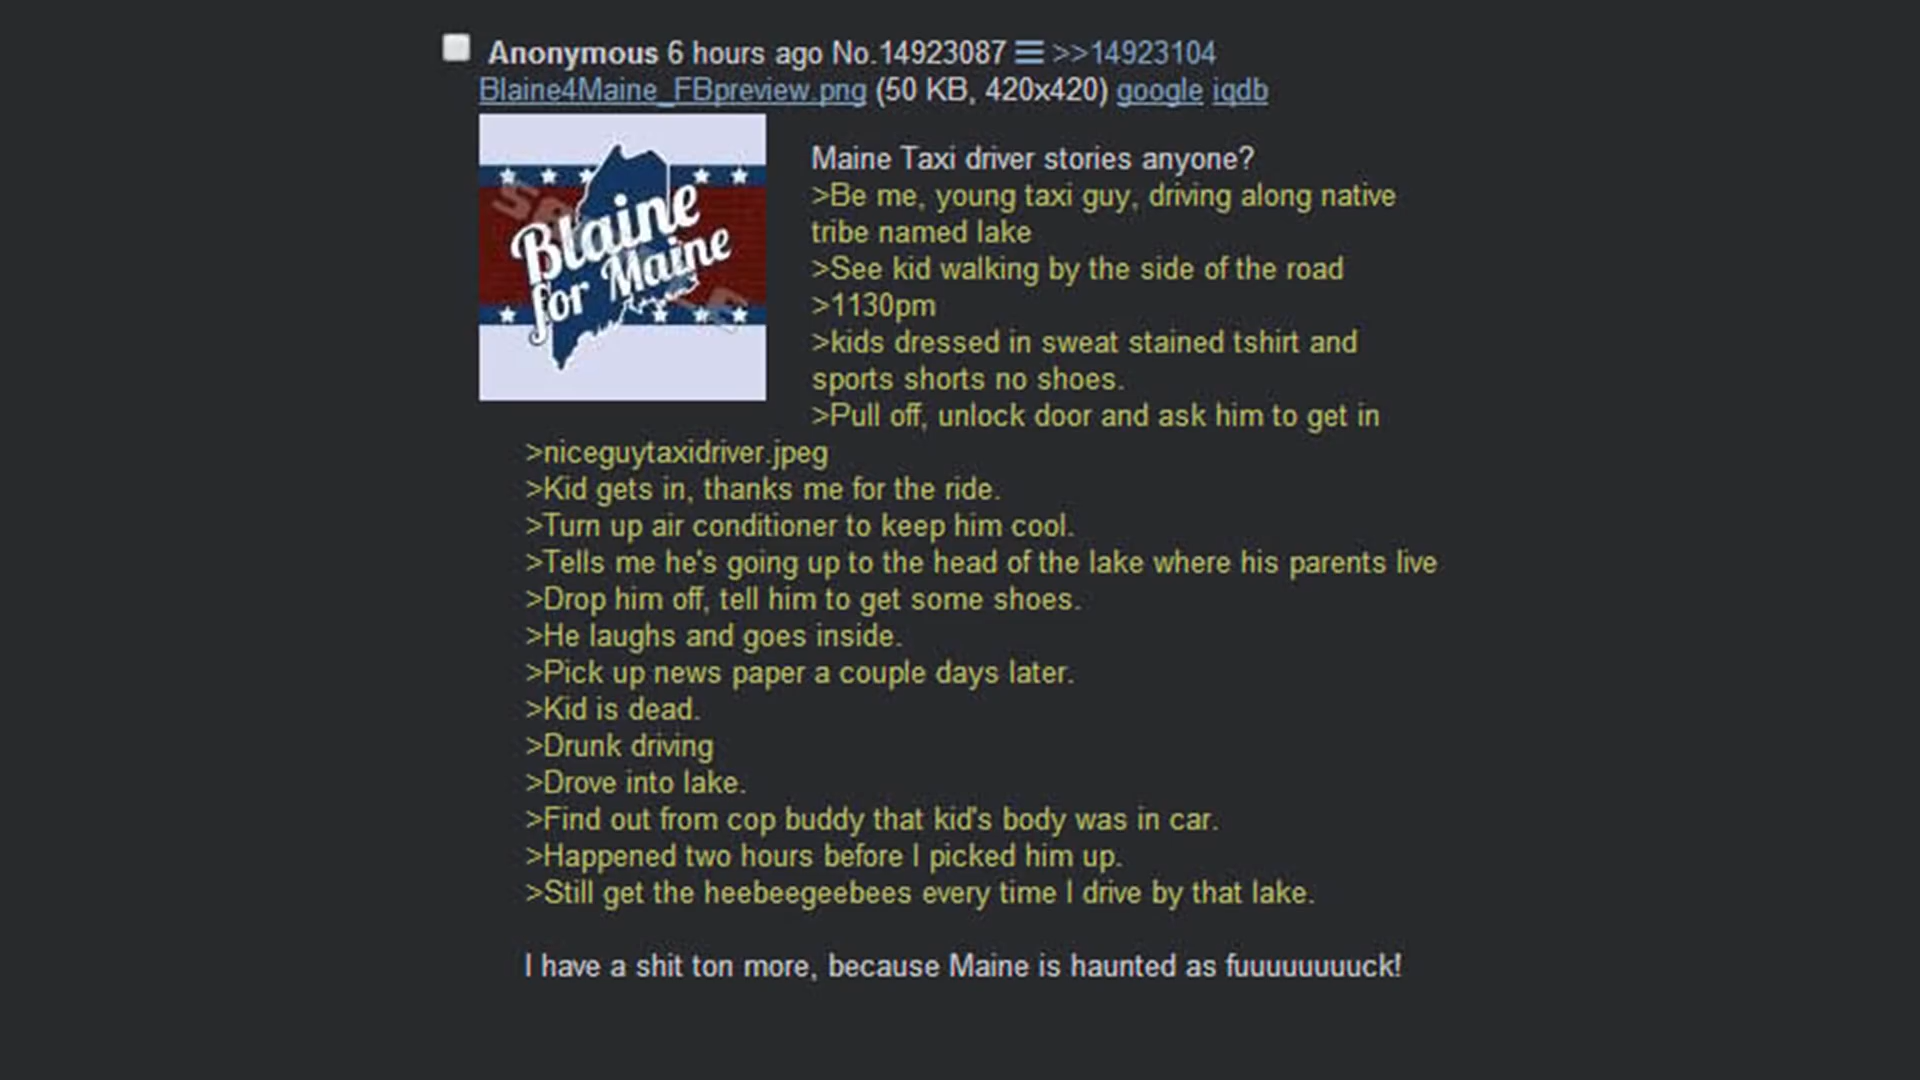 Anonymous 6 hours ago No.14923087 ☰ >>14923104
Blaine4Maine_FBpreview.png (50 KB, 420x420) google iqdb
Blaine
for Maine
Maine Taxi driver stories anyone?
>Be me, young taxi guy, driving along native
tribe named lake
>See kid walking by the side of the road
>1130pm
>kids dressed in sweat stained tshirt and
sports shorts no shoes.
>Pull off, unlock door and ask him to get in
>niceguytaxidriver.jpeg
>Kid gets in, thanks me for the ride.
>Turn up air conditioner to keep him cool.
>Tells me he's going up to the head of the lake where his parents live
>Drop him off, tell him to get some shoes.
>He laughs and goes inside.
>Pick up news paper a couple days later.
>Kid is dead.
>Drunk driving
>Drove into lake.
>Find out from cop buddy that kid's body was in car.
>Happened two hours before I picked him up.
>Still get the heebeegeebees every time I drive by that lake.
I have a shit ton more, because Maine is haunted as fuuuuuuuuck!